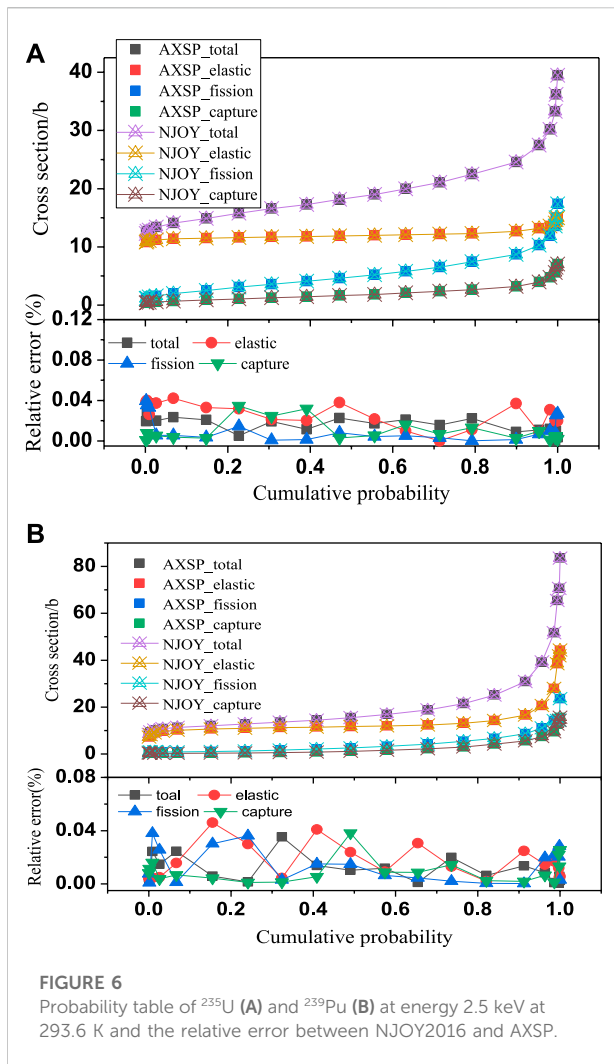 A
AXSP_total
AXSP_elastic
AXSP_fission
AXSP_capture
NJOY_total
NJOY_elastic
NJOY_fission
NJOY_capture
Cross section/b
40
30
20
10
0
total elastic
fission capture
Relative error (%)
0.12
0.08
0.04
0.00
0.0 0.2 0.4 0.6 0.8 1.0
Cumulative probability
B
AXSP_total
AXSP_elastic
AXSP_fission
AXSP_capture
NJOY_total
NJOY_elastic
NJOY_fission
NJOY_capture
Cross section/b
80
60
40
20
0
toal elastic
fission capture
Relative error(%)
0.08
0.04
0.00
0.0 0.2 0.4 0.6 0.8 1.0
Cumulative probability
FIGURE 6
Probability table of ²³⁵U (A) and ²³⁹Pu (B) at energy 2.5 keV at
293.6 K and the relative error between NJOY2016 and AXSP.